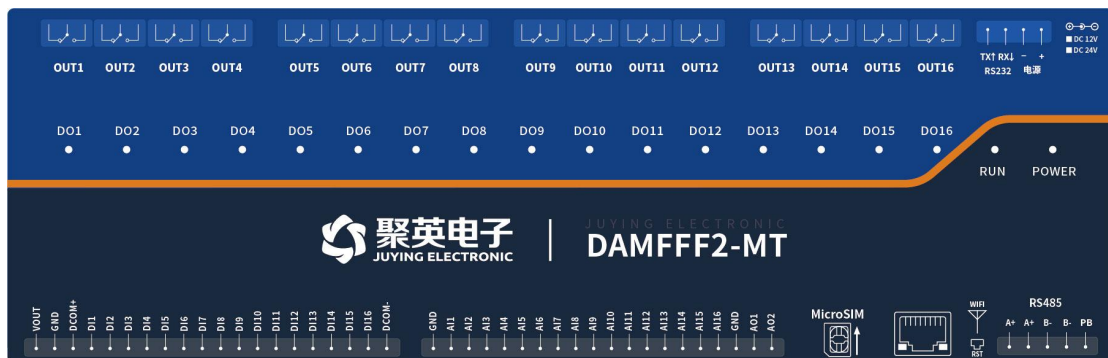 OUT1 OUT2 OUT3 OUT4 OUT5 OUT6 OUT7 OUT8 OUT9 OUT10 OUT11 OUT12 OUT13 OUT14 OUT15 OUT16
DC 12V
DC 24V
TX↑ RX↓ − +
RS232 电源
DO1 DO2 DO3 DO4 DO5 DO6 DO7 DO8 DO9 DO10 DO11 DO12 DO13 DO14 DO15 DO16
RUN POWER
聚英电子
JUYING ELECTRONIC
JUYING ELECTRONIC
DAMFFF2-MT
VOUT GND DCOM+ DI1 DI2 DI3 DI4 DI5 DI6 DI7 DI8 DI9 DI10 DI11 DI12 DI13 DI14 DI15 DI16 DCOM-
GND AI1 AI2 AI3 AI4 AI5 AI6 AI7 AI8 AI9 AI10 AI11 AI12 AI13 AI14 AI15 AI16 GND AO1 AO2
MicroSIM
WIFI
RST
RS485
A+ A+ B- B- PB